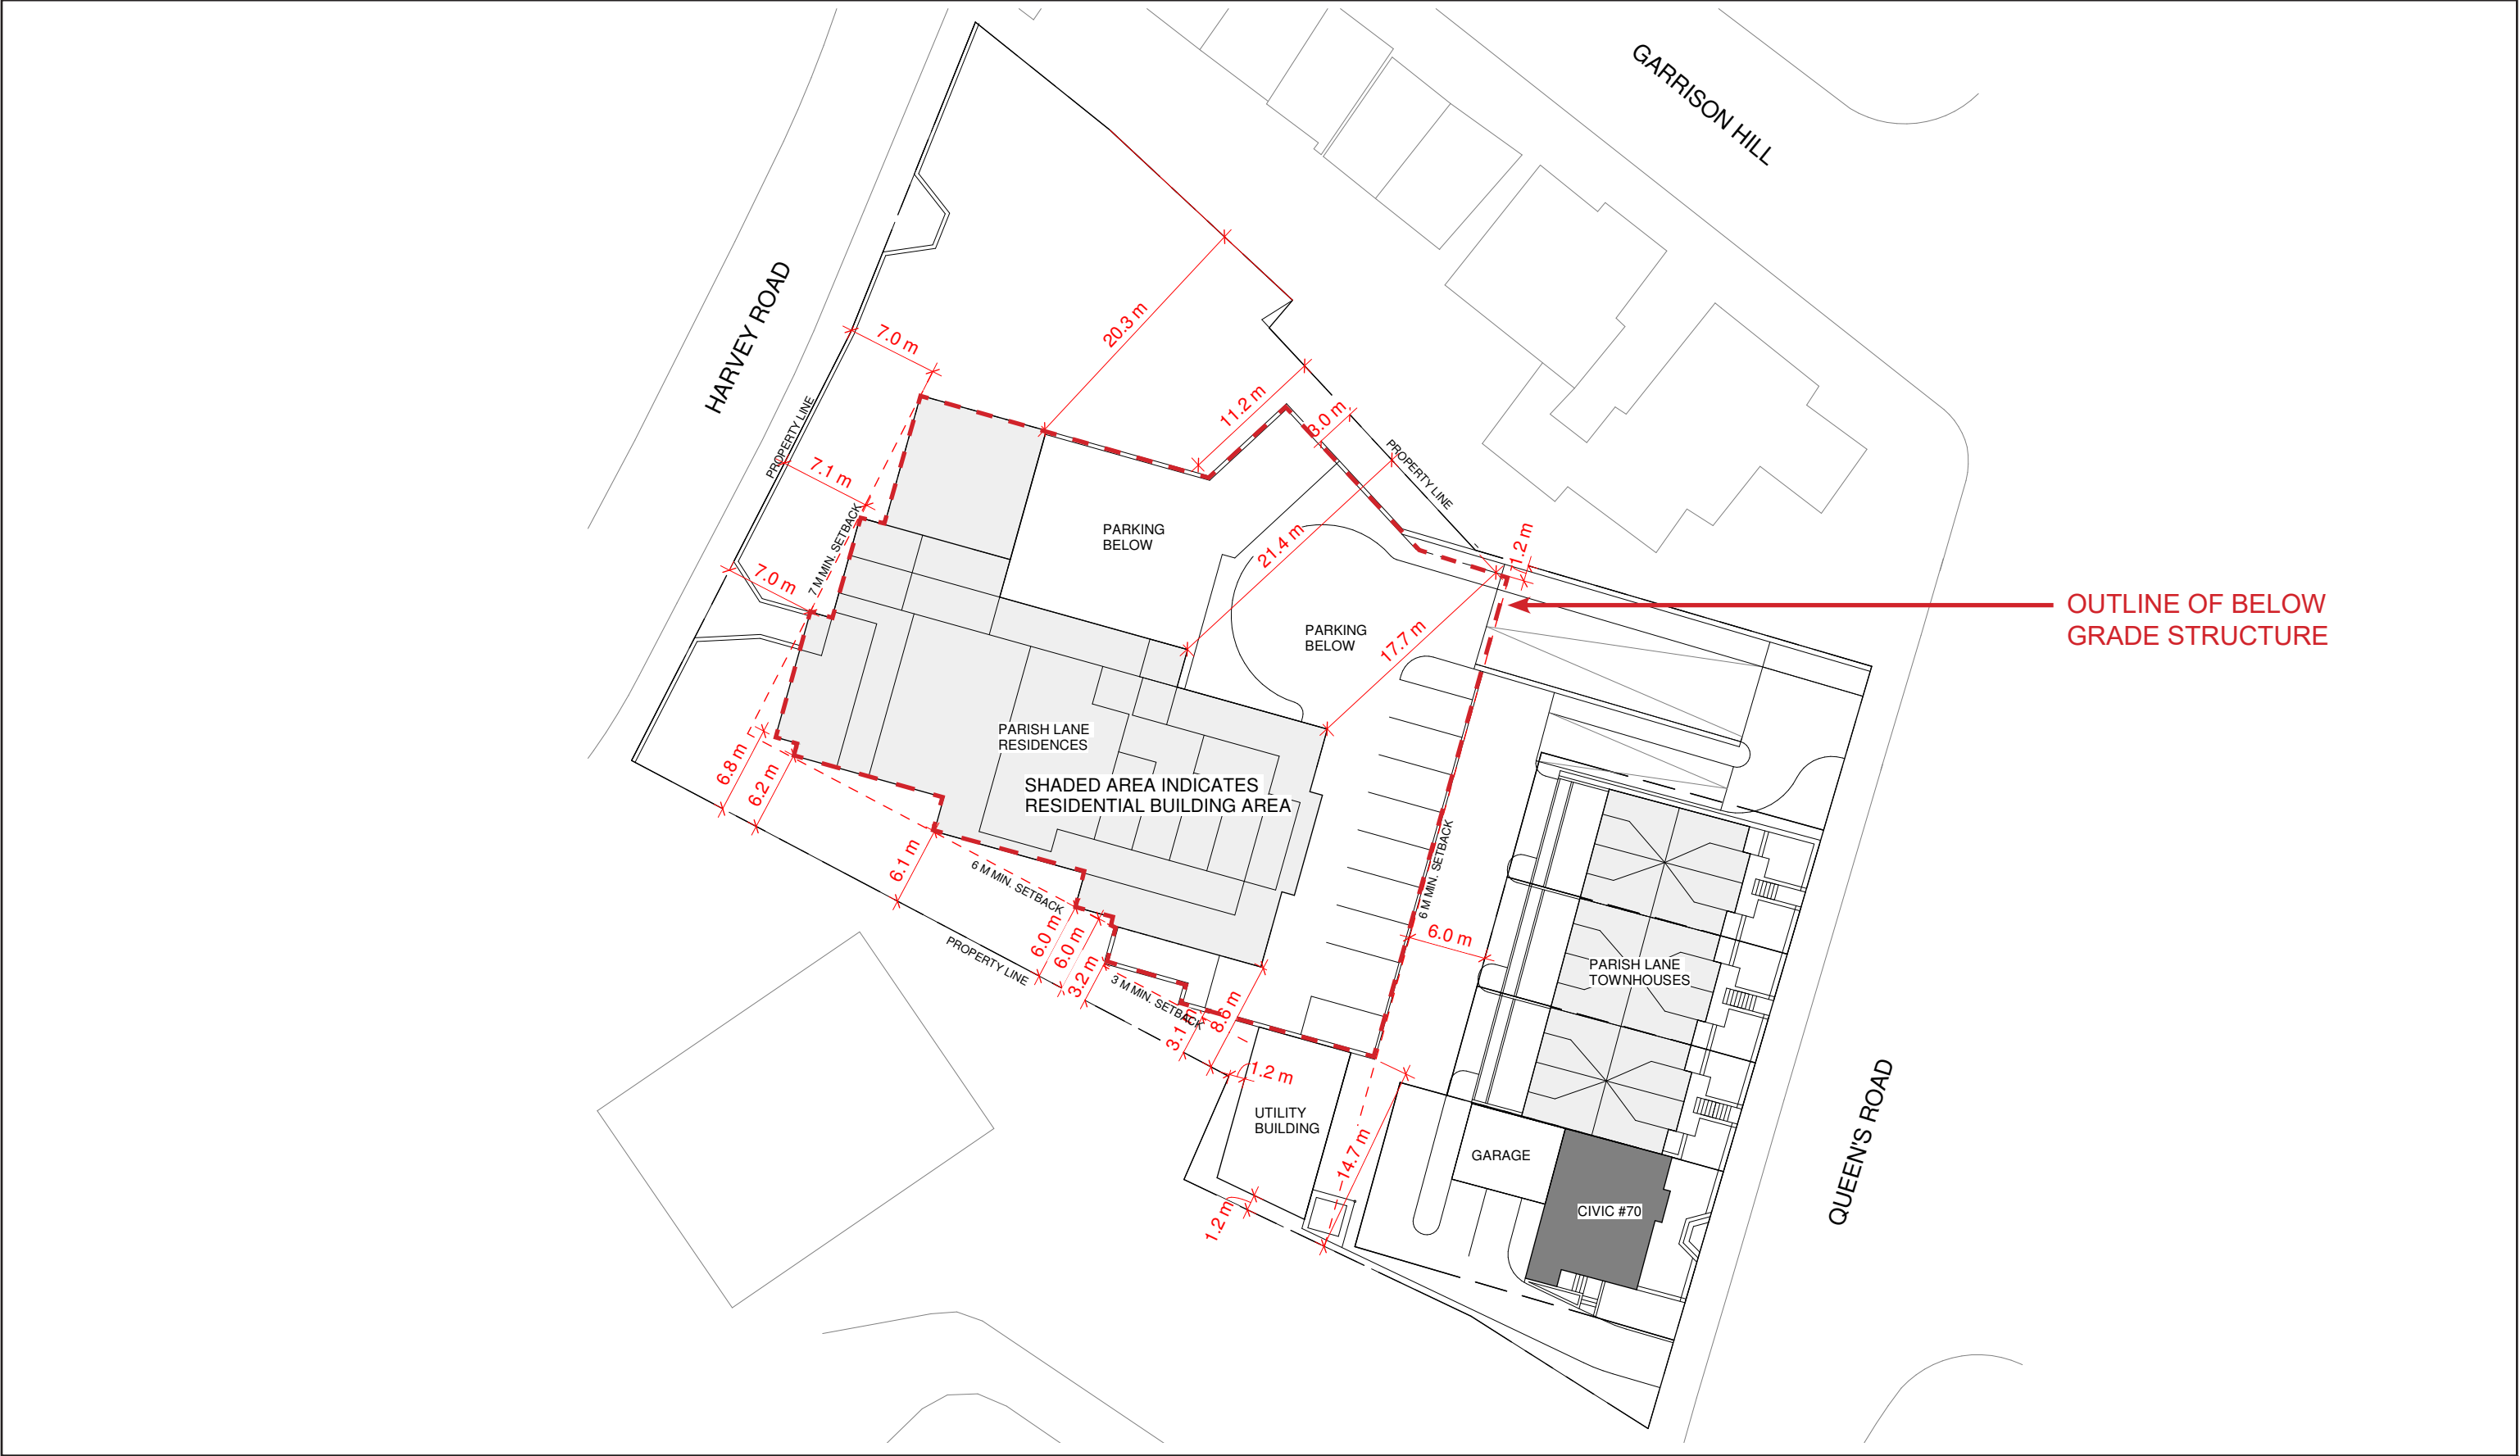 GARRISON HILL
HARVEY ROAD
20.3 m
7.0 m
11.2 m
3.0 m
PROPERTY LINE
PROPERTY LINE
7.1 m
7 M MIN. SETBACK
PARKING
BELOW
21.4 m
1.2 m
7.0 m
OUTLINE OF BELOW
GRADE STRUCTURE
PARKING
BELOW
17.7 m
PARISH LANE
RESIDENCES
6.8 m
6.2 m
SHADED AREA INDICATES
RESIDENTIAL BUILDING AREA
6.1 m
6 M MIN. SETBACK
6 M MIN. SETBACK
6.0 m
PROPERTY LINE
6.0 m
6.0 m
3.2 m
3 M MIN. SETBACK
PARISH LANE
TOWNHOUSES
3.1 m
8.6 m
1.2 m
UTILITY
BUILDING
14.7 m
GARAGE
QUEEN'S ROAD
1.2 m
CIVIC #70